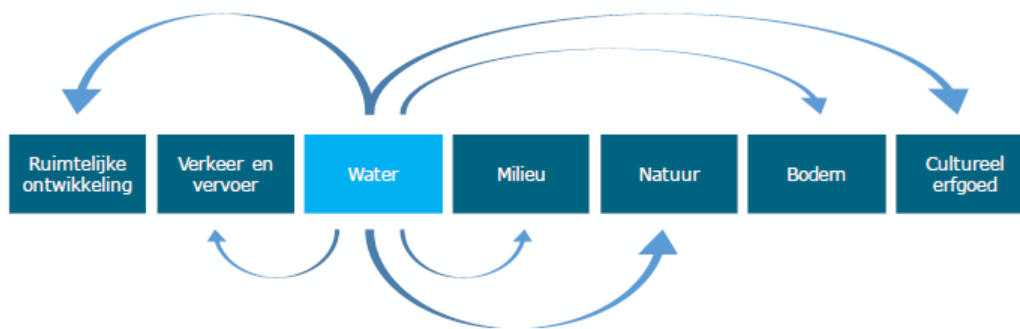 Ruimtelijke
ontwikkeling
Verkeer en
vervoer
Water
Milieu
Natuur
Bodem
Cultureel
erfgoed